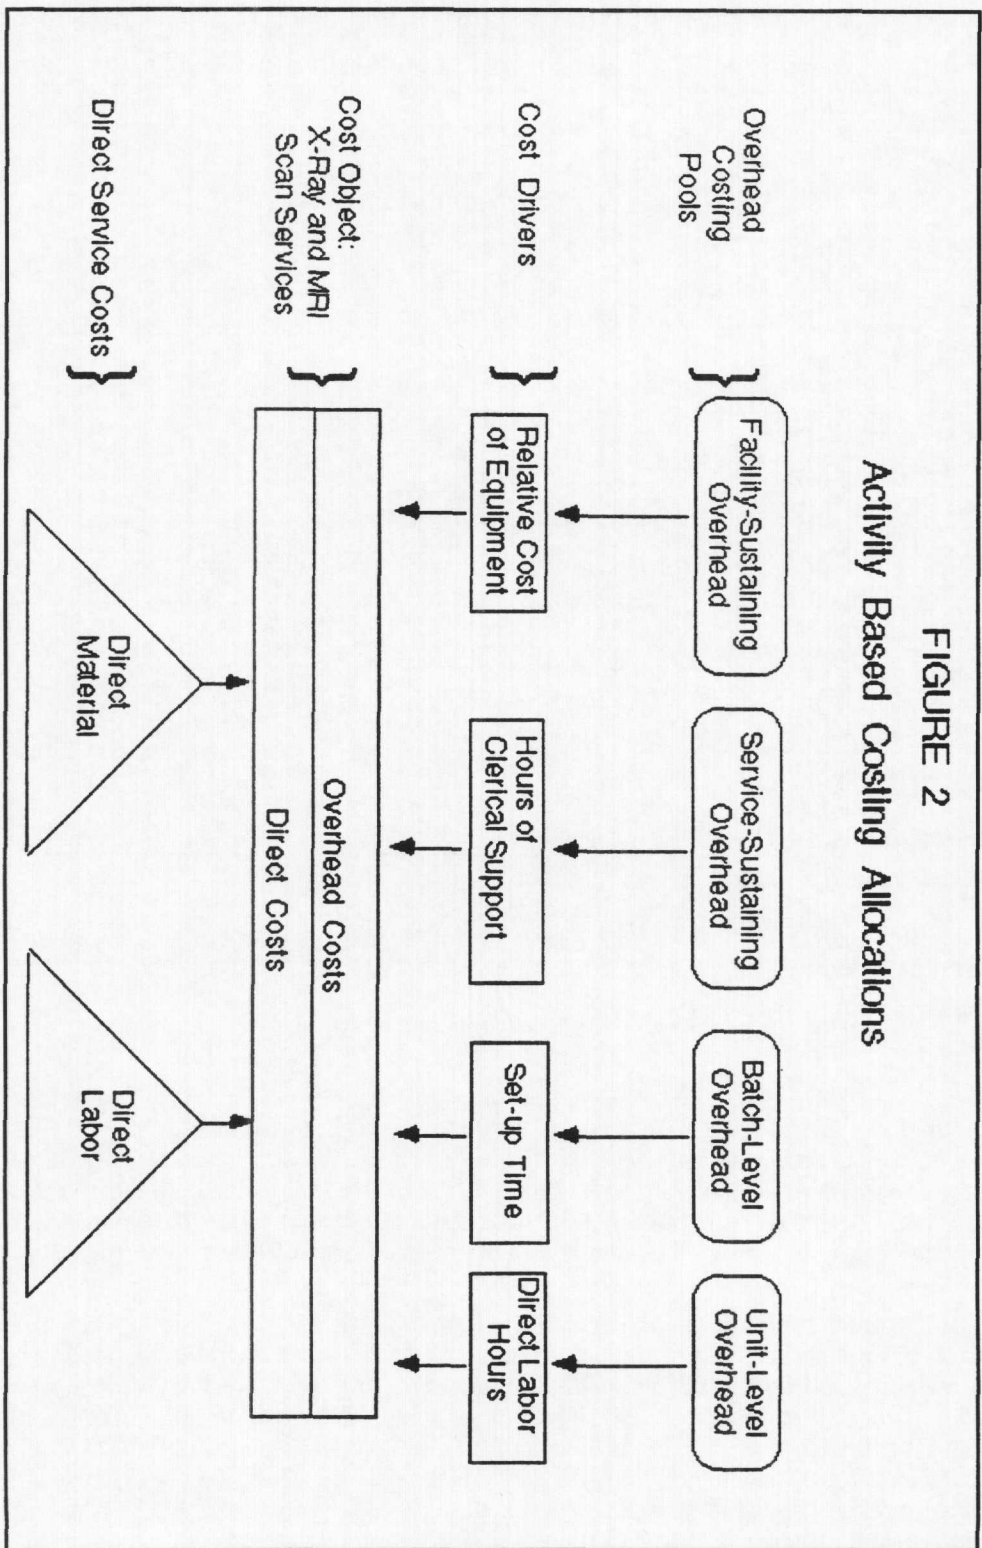 FIGURE 2
Activity Based Costing Allocations
Overhead
Costing
Pools
Facility-Sustaining
Overhead
Service-Sustaining
Overhead
Batch-Level
Overhead
Unit-Level
Overhead
Cost Drivers
Relative Cost
of Equipment
Hours of
Clerical Support
Set-up Time
Direct Labor
Hours
Cost Object:
X-Ray and MRI
Scan Services
Overhead Costs
Direct Costs
Direct Service Costs
Direct
Material
Direct
Labor